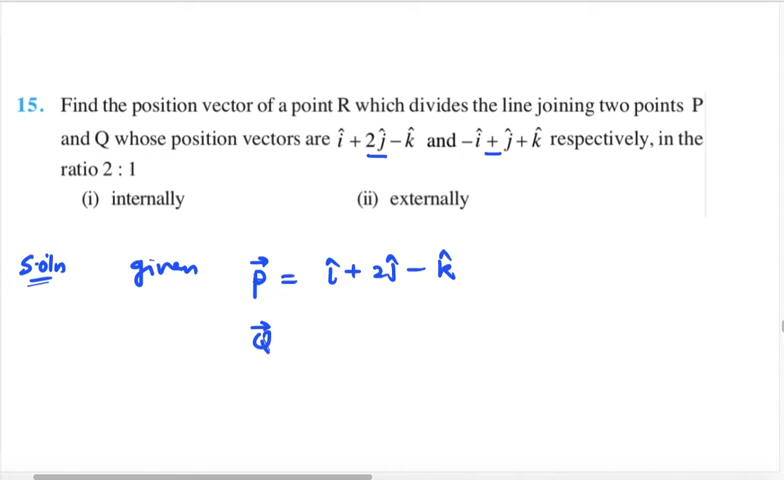 15. Find the position vector of a point R which divides the line joining two points P
and Q whose position vectors are î + 2ĵ − k̂ and −î + ĵ + k̂ respectively, in the
ratio 2 : 1
(i) internally (ii) externally
Soln given P⃗ = î + 2ĵ − k̂
Q⃗